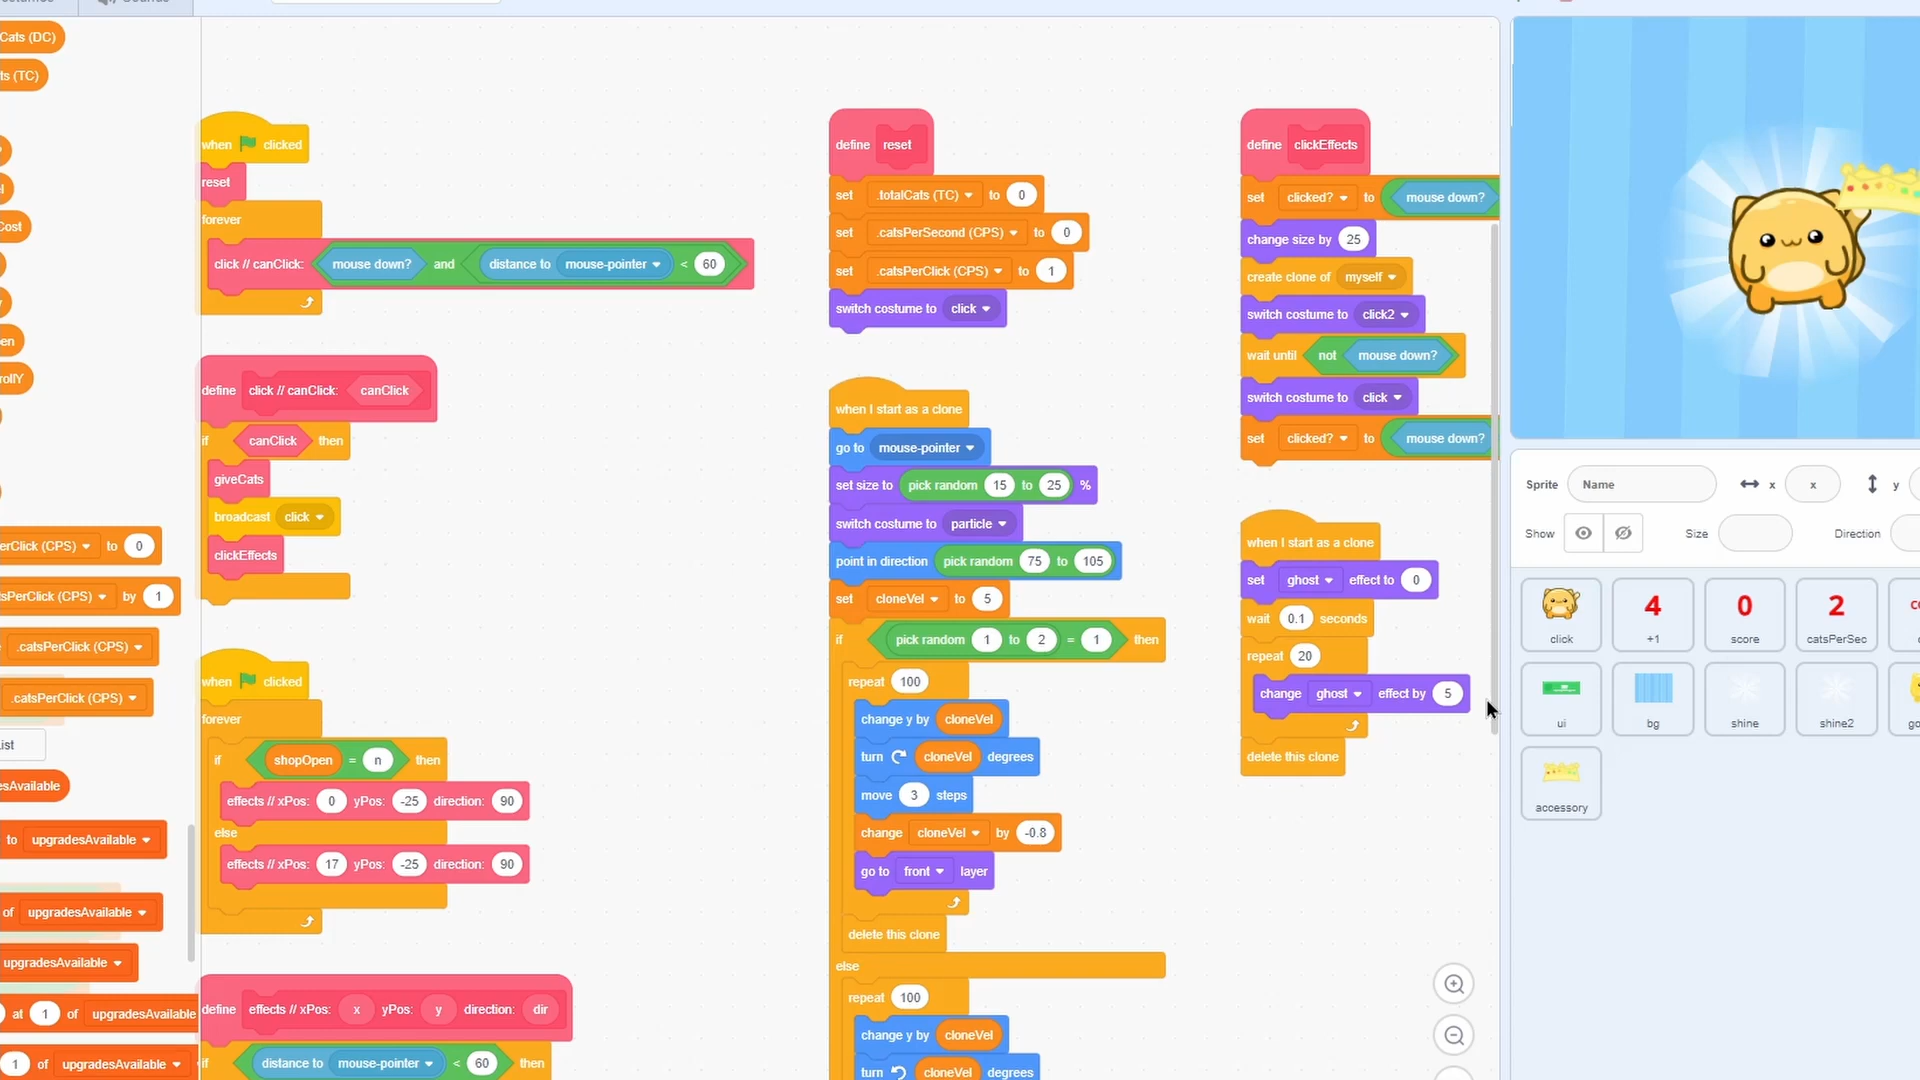 Sounds
Cats (DC)
ts (TC)
Cost
en
rollY
erClick (CPS) to 0
sPerClick (CPS) by 1
.catsPerClick (CPS)
.catsPerClick (CPS)
ist
esAvailable
to upgradesAvailable
of upgradesAvailable
upgradesAvailable
at 1 of upgradesAvailable
1 of upgradesAvailable
when clicked
reset
forever
click // canClick: mouse down? and distance to mouse-pointer < 60
define click // canClick: canClick
if canClick then
giveCats
broadcast click
clickEffects
when clicked
forever
if shopOpen = n then
effects // xPos: 0 yPos: -25 direction: 90
else
effects // xPos: 17 yPos: -25 direction: 90
define effects // xPos: x yPos: y direction: dir
if distance to mouse-pointer < 60 then
define reset
set .totalCats (TC) to 0
set .catsPerSecond (CPS) to 0
set .catsPerClick (CPS) to 1
switch costume to click
when I start as a clone
go to mouse-pointer
set size to pick random 15 to 25 %
switch costume to particle
point in direction pick random 75 to 105
set cloneVel to 5
if pick random 1 to 2 = 1 then
repeat 100
change y by cloneVel
turn cloneVel degrees
move 3 steps
change cloneVel by -0.8
go to front layer
delete this clone
else
repeat 100
change y by cloneVel
turn cloneVel degrees
define clickEffects
set clicked? to mouse down?
change size by 25
create clone of myself
switch costume to click2
wait until not mouse down?
switch costume to click
set clicked? to mouse down?
when I start as a clone
set ghost effect to 0
wait 0.1 seconds
repeat 20
change ghost effect by 5
delete this clone
Sprite Name x x y
Show Size Direction
4 0 2
click +1 score catsPerSec
ui bg shine shine2 go
accessory